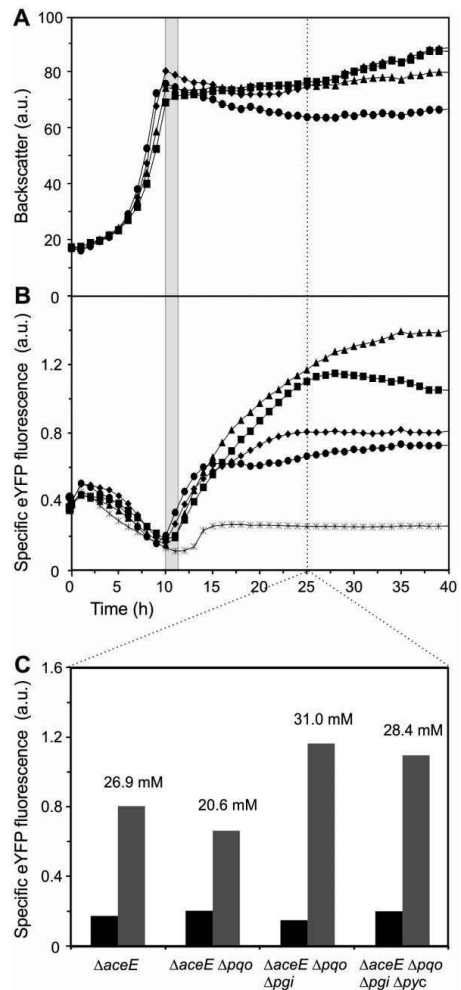 A
100
80
60
40
20
0
Backscatter (a.u.)
B
1.2
0.8
0.4
0
Specific eYFP fluorescence (a.u.)
0 5 10 15 20 25 30 35 40
Time (h)
C
1.6
1.2
0.8
0.4
0
Specific eYFP fluorescence (a.u.)
26.9 mM
20.6 mM
31.0 mM
28.4 mM
ΔaceE
ΔaceE Δpqo
ΔaceE Δpqo
Δpgi
ΔaceE Δpqo
Δpgi Δpyc